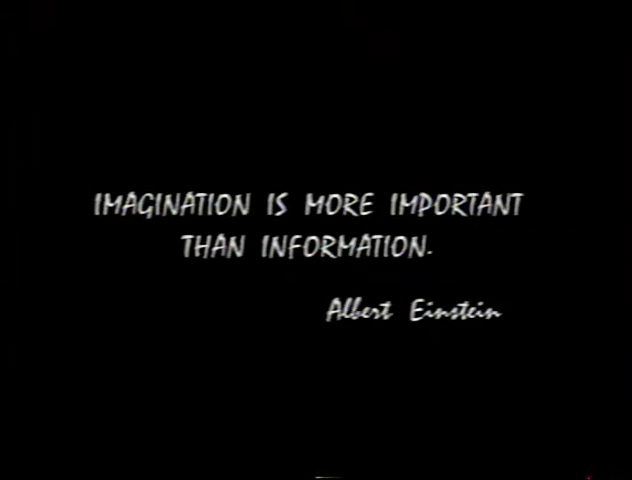 IMAGINATION IS MORE IMPORTANT
THAN INFORMATION.
Albert Einstein